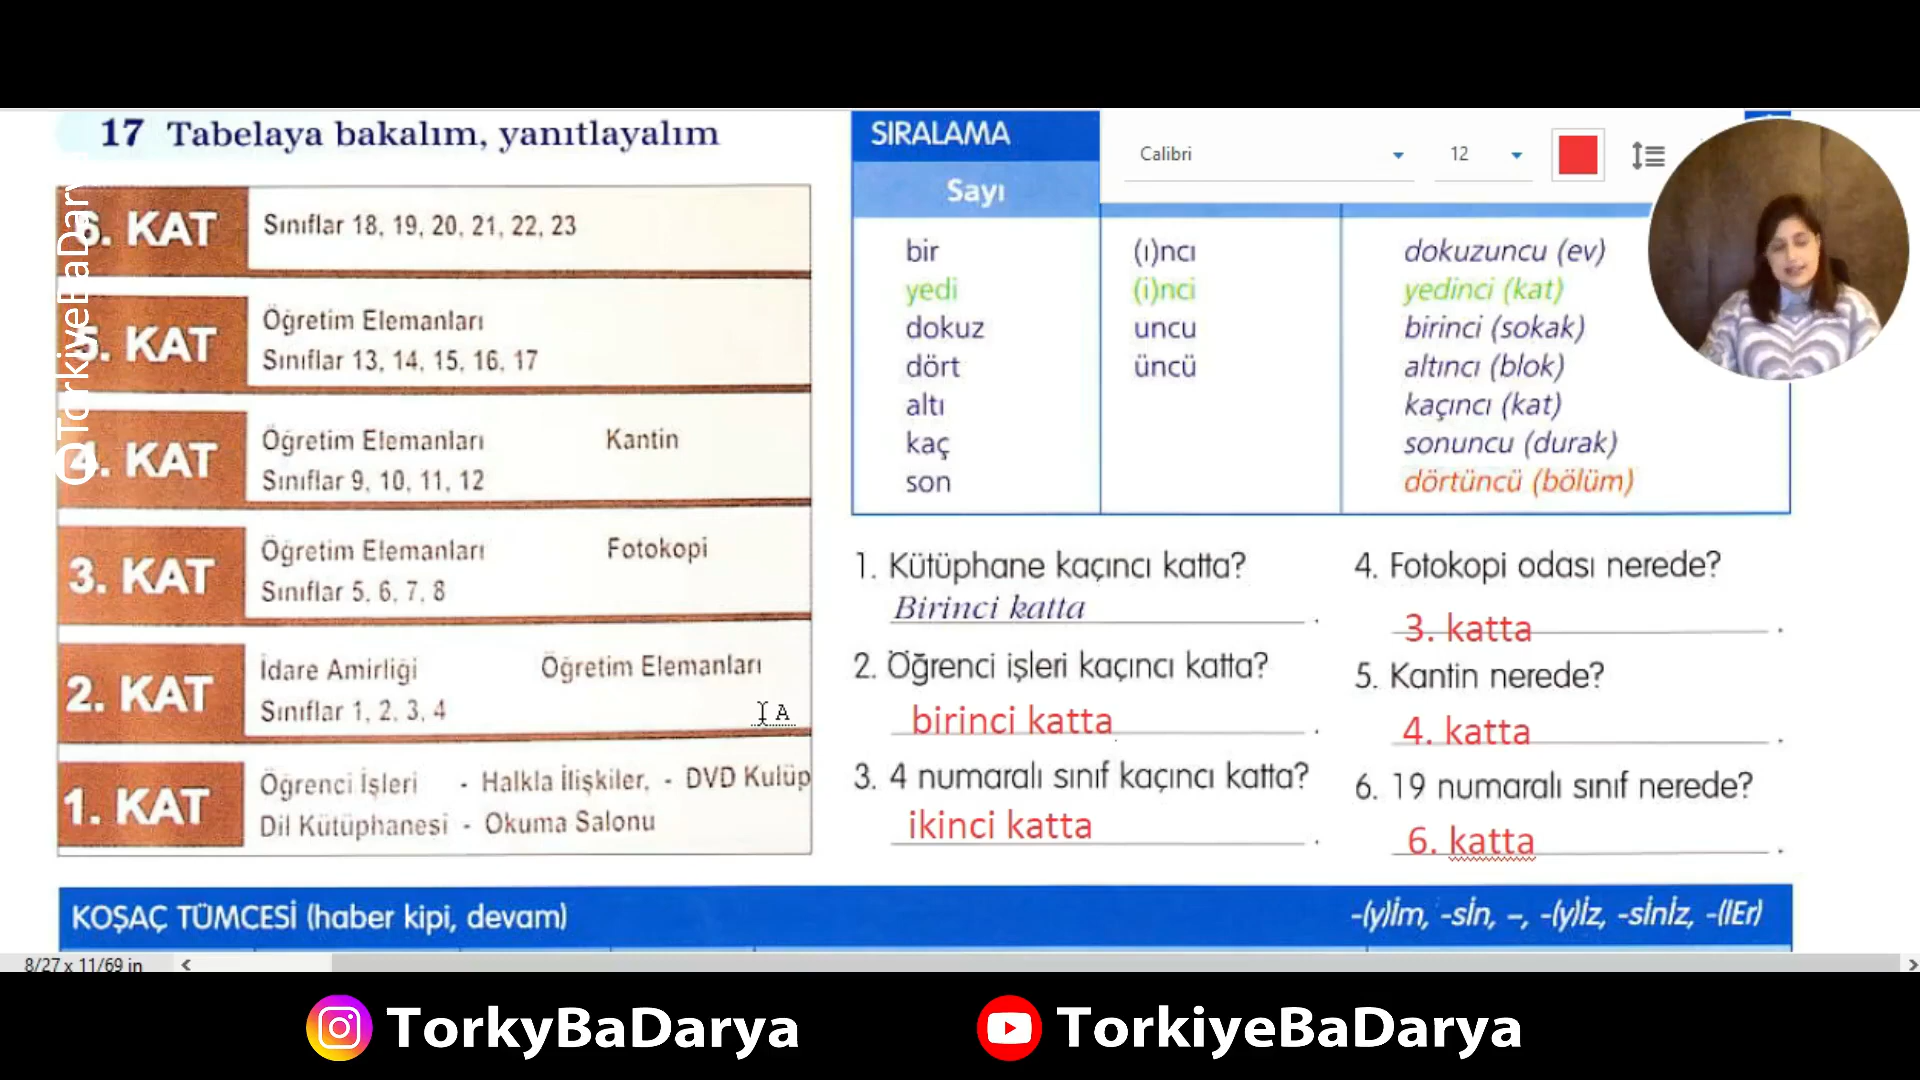 17 Tabelaya bakalım, yanıtlayalım
6. KAT
Sınıflar 18, 19, 20, 21, 22, 23
5. KAT
Öğretim Elemanları
Sınıflar 13, 14, 15, 16, 17
4. KAT
Öğretim Elemanları Kantin
Sınıflar 9, 10, 11, 12
3. KAT
Öğretim Elemanları Fotokopi
Sınıflar 5, 6, 7, 8
2. KAT
İdare Amirliği Öğretim Elemanları
Sınıflar 1, 2, 3, 4
1. KAT
Öğrenci İşleri - Halkla İlişkiler, - DVD Kulüp
Dil Kütüphanesi - Okuma Salonu
TorkiyeBaDary
SIRALAMA
Sayı
Calibri 12
bir (ı)ncı dokuzuncu (ev)
yedi (i)nci yedinci (kat)
dokuz uncu birinci (sokak)
dört üncü altıncı (blok)
altı kaçıncı (kat)
kaç sonuncu (durak)
son dörtüncü (bölüm)
1. Kütüphane kaçıncı katta?
Birinci katta .
2. Öğrenci işleri kaçıncı katta?
birinci katta .
3. 4 numaralı sınıf kaçıncı katta?
ikinci katta .
4. Fotokopi odası nerede?
3. katta .
5. Kantin nerede?
4. katta .
6. 19 numaralı sınıf nerede?
6. katta .
A
KOŞAÇ TÜMCESİ (haber kipi, devam) -(y)İm, -sİn, –, -(y)İz, -sİnİz, -(lEr)
8/27 x 11/69 in
TorkyBaDarya
TorkiyeBaDarya